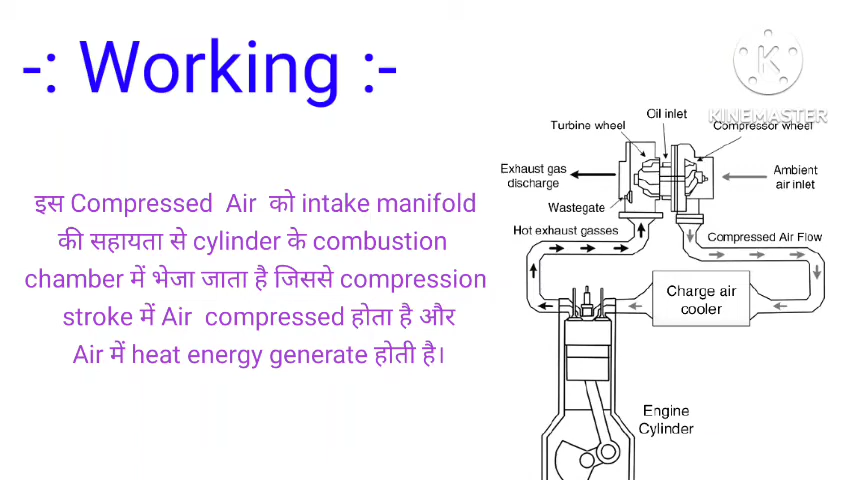 -: Working :-
KINEMASTER
Oil inlet
Turbine wheel
Compressor wheel
Exhaust gas
discharge
Ambient
air inlet
Wastegate
Hot exhaust gasses
Compressed Air Flow
इस Compressed Air को intake manifold
की सहायता से cylinder के combustion
chamber में भेजा जाता है जिससे compression
stroke में Air compressed होता है और
Air में heat energy generate होती है।
Charge air
cooler
Engine
Cylinder